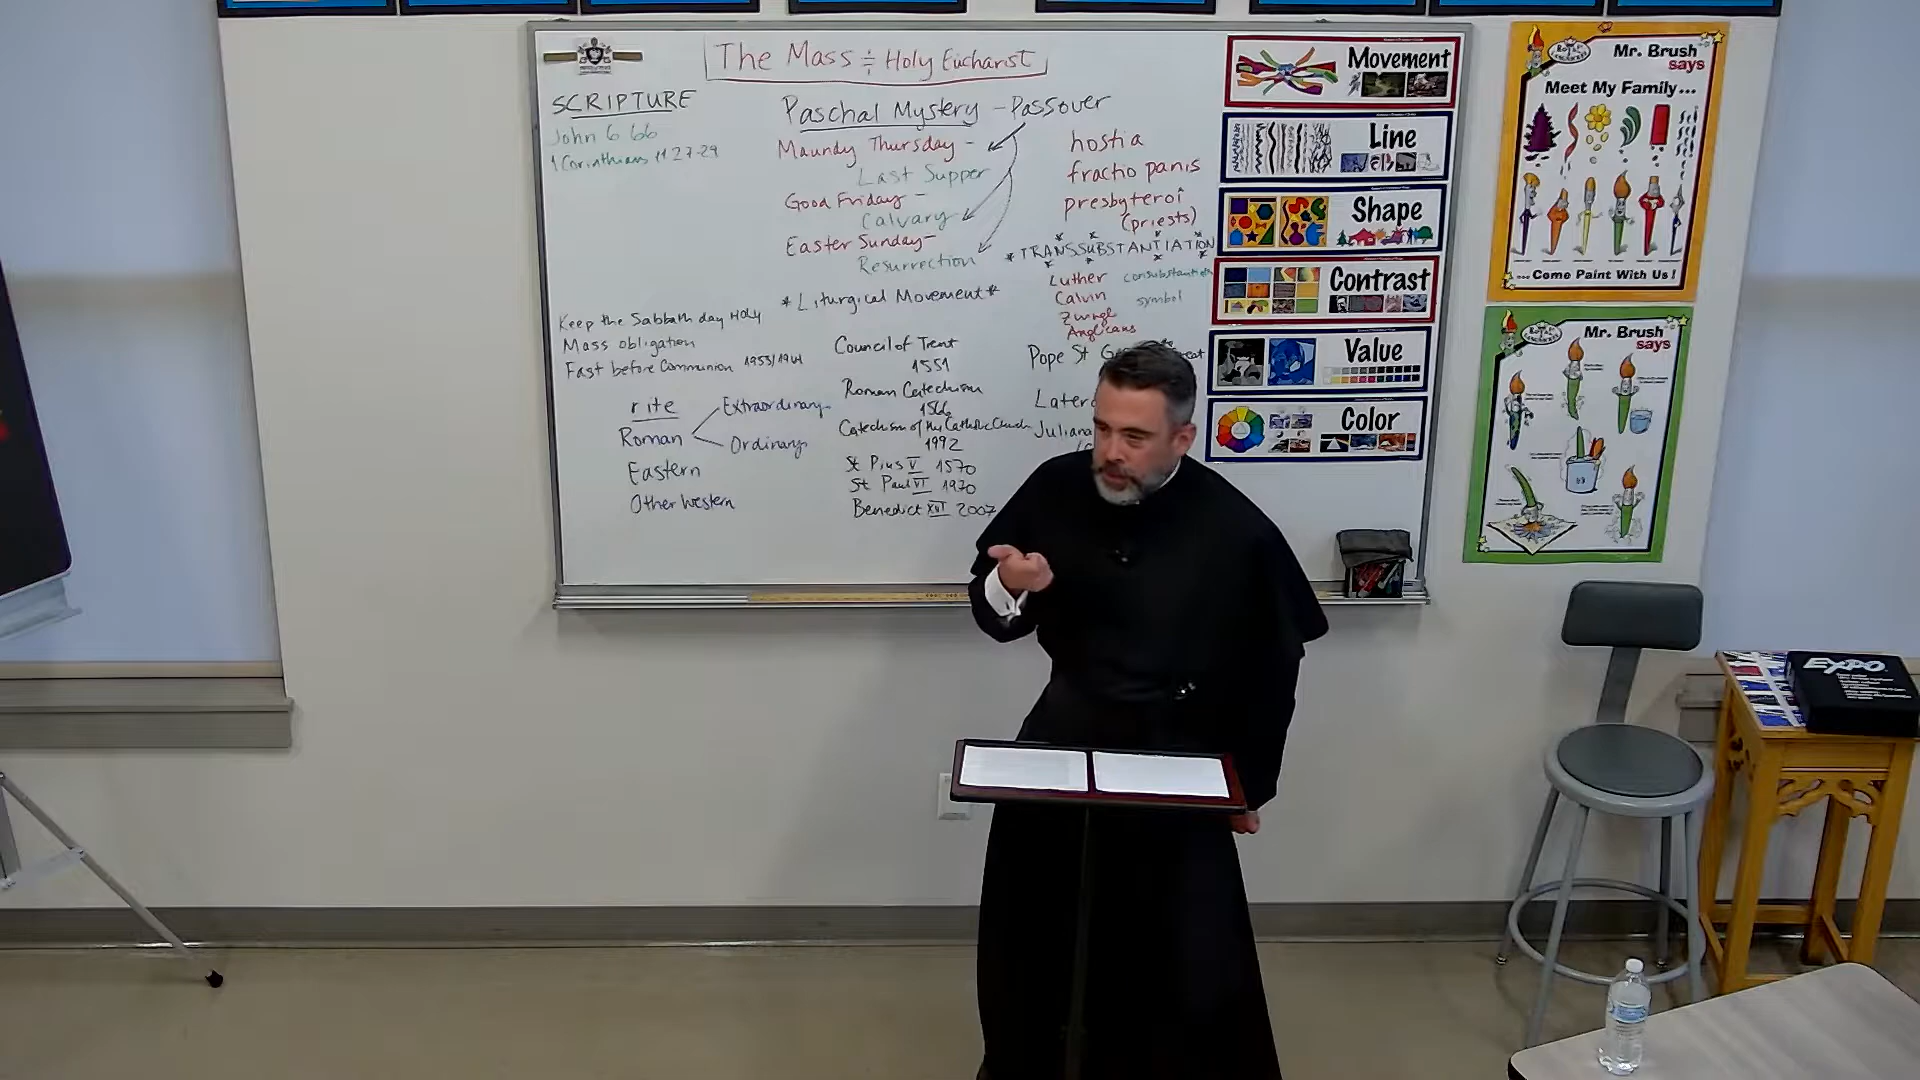 The Mass & Holy Eucharist
SCRIPTURE
John 6 66
1 Corinthians 11 27-29
Paschal Mystery - Passover
Maundy Thursday -
Last Supper
Good Friday -
Calvary
Easter Sunday -
Resurrection
* Liturgical Movement *
hostia
fractio panis
presbyteroi
(priests)
* TRANSSUBSTANTIATION
Luther
Calvin symbol
Anglicans
Pope St
Juliana
Keep the Sabbath day Holy
Mass obligation
Fast before Communion
rite
Roman
Extraordinary
Ordinary
Eastern
Other Western
Council of Trent
1551
Roman Catechism
1566
Catechism of the Catholic Church
1992
St Pius V 1570
St Paul VI 1970
Benedict XVI 2007
Movement
Line
Shape
Contrast
Value
Color
Mr. Brush
says
Meet My Family...
...Come Paint With Us!
Mr. Brush
says
EXPO